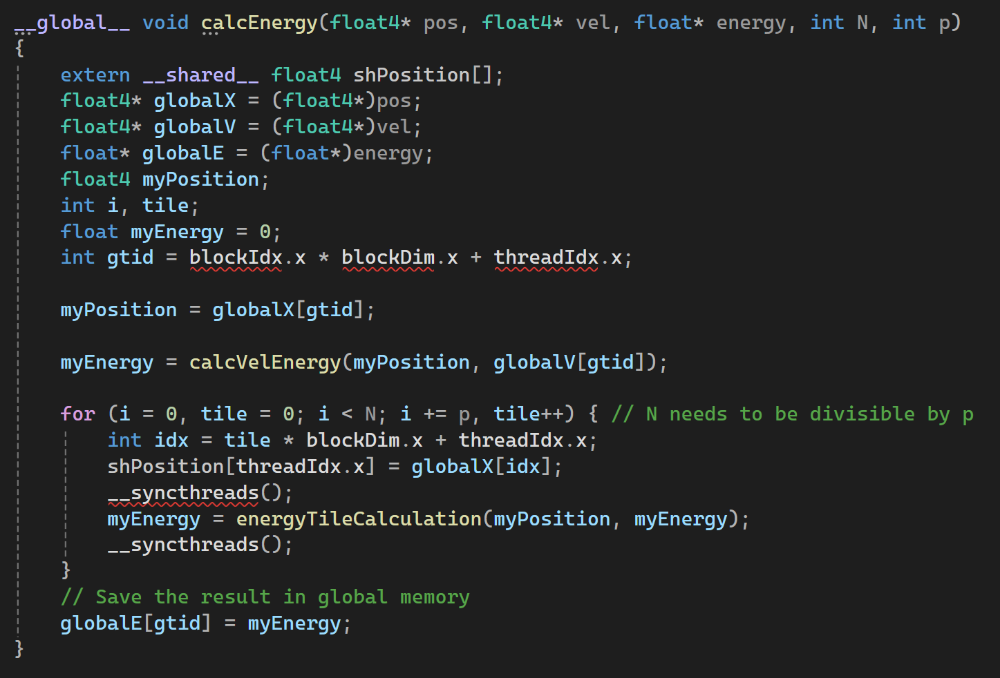 __global__ void calcEnergy(float4* pos, float4* vel, float* energy, int N, int p)
{
    extern __shared__ float4 shPosition[];
    float4* globalX = (float4*)pos;
    float4* globalV = (float4*)vel;
    float* globalE = (float*)energy;
    float4 myPosition;
    int i, tile;
    float myEnergy = 0;
    int gtid = blockIdx.x * blockDim.x + threadIdx.x;

    myPosition = globalX[gtid];

    myEnergy = calcVelEnergy(myPosition, globalV[gtid]);

    for (i = 0, tile = 0; i < N; i += p, tile++) { // N needs to be divisible by p
        int idx = tile * blockDim.x + threadIdx.x;
        shPosition[threadIdx.x] = globalX[idx];
        __syncthreads();
        myEnergy = energyTileCalculation(myPosition, myEnergy);
        __syncthreads();
    }
    // Save the result in global memory
    globalE[gtid] = myEnergy;
}